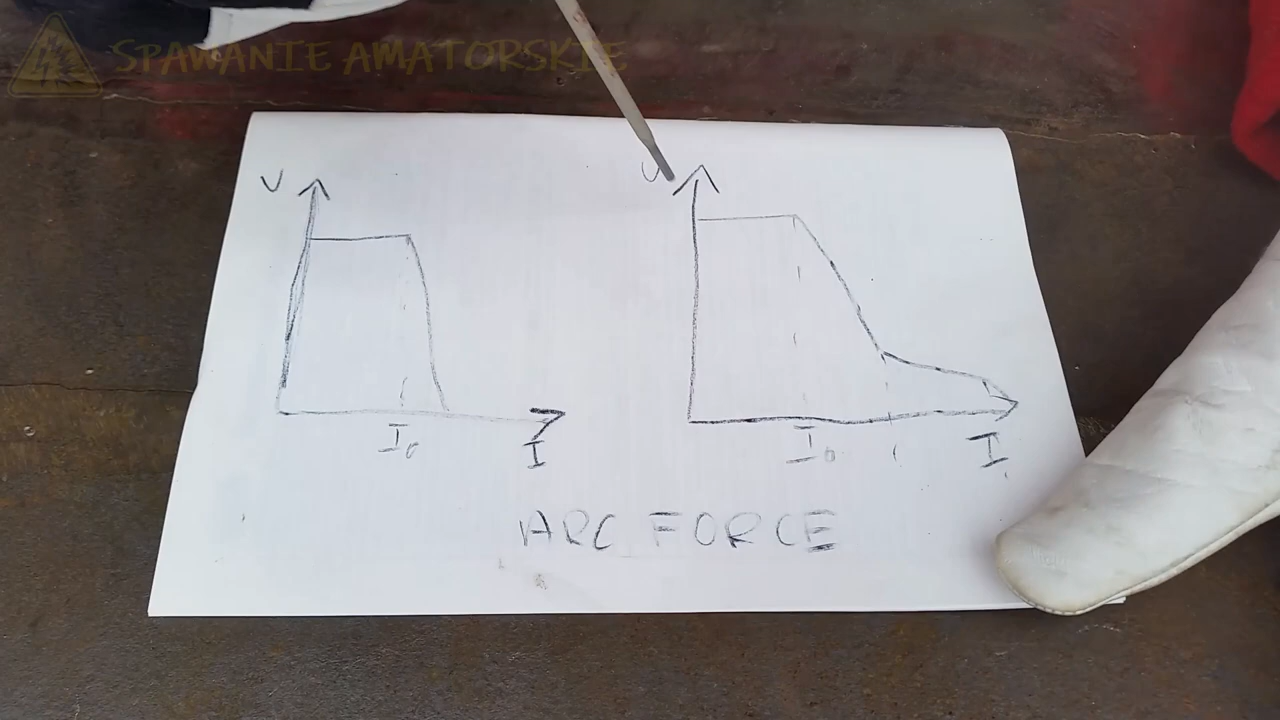 SPAWANIE AMATORSKIE
U
U
I₀
I
I₀
I
ARC FORCE